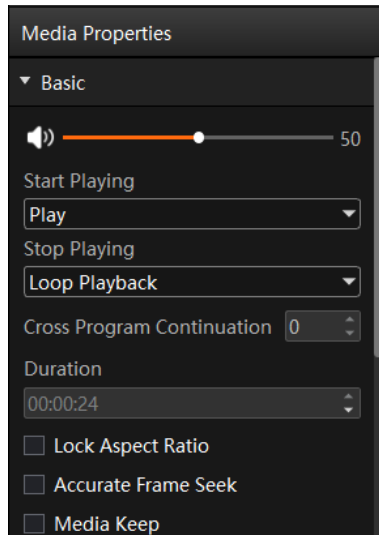 Media Properties
Basic
50
Start Playing
Play
Stop Playing
Loop Playback
Cross Program Continuation 0
Duration
00:00:24
Lock Aspect Ratio
Accurate Frame Seek
Media Keep